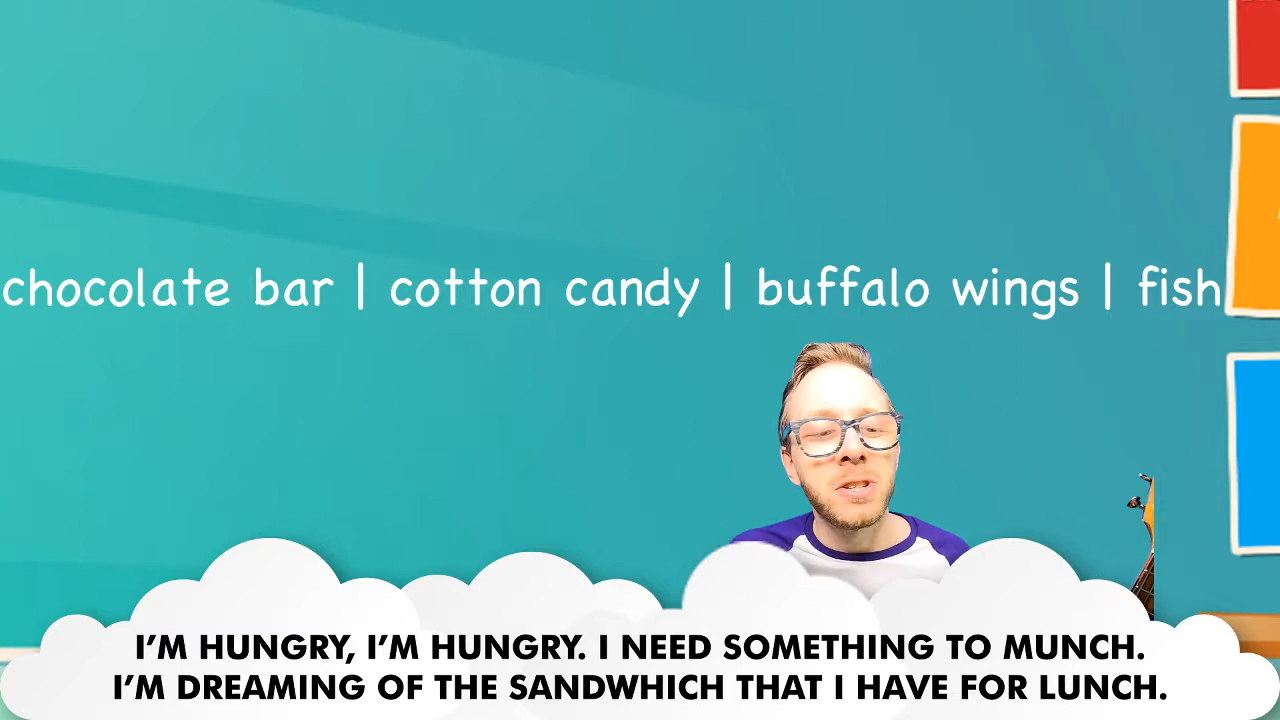 chocolate bar | cotton candy | buffalo wings | fish
I'M HUNGRY, I'M HUNGRY. I NEED SOMETHING TO MUNCH.
I'M DREAMING OF THE SANDWHICH THAT I HAVE FOR LUNCH.